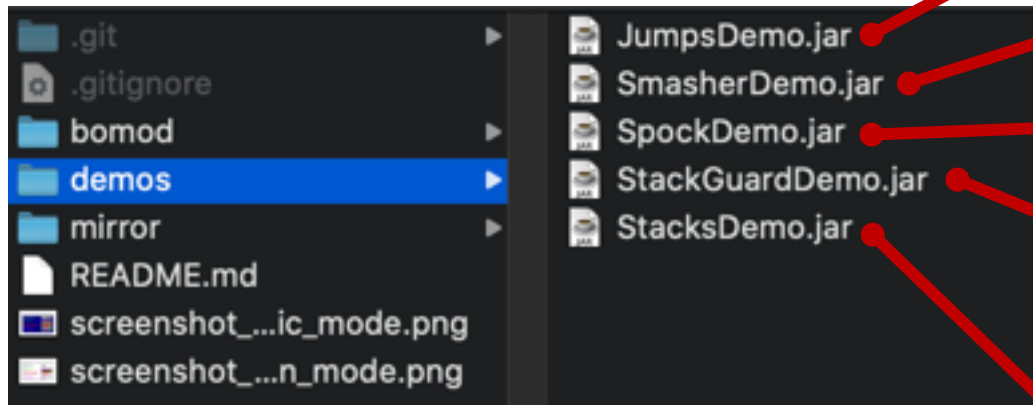 .git
.gitignore
bomod
demos
mirror
README.md
screenshot_...ic_mode.png
screenshot_...n_mode.png
JumpsDemo.jar
SmasherDemo.jar
SpockDemo.jar
StackGuardDemo.jar
StacksDemo.jar